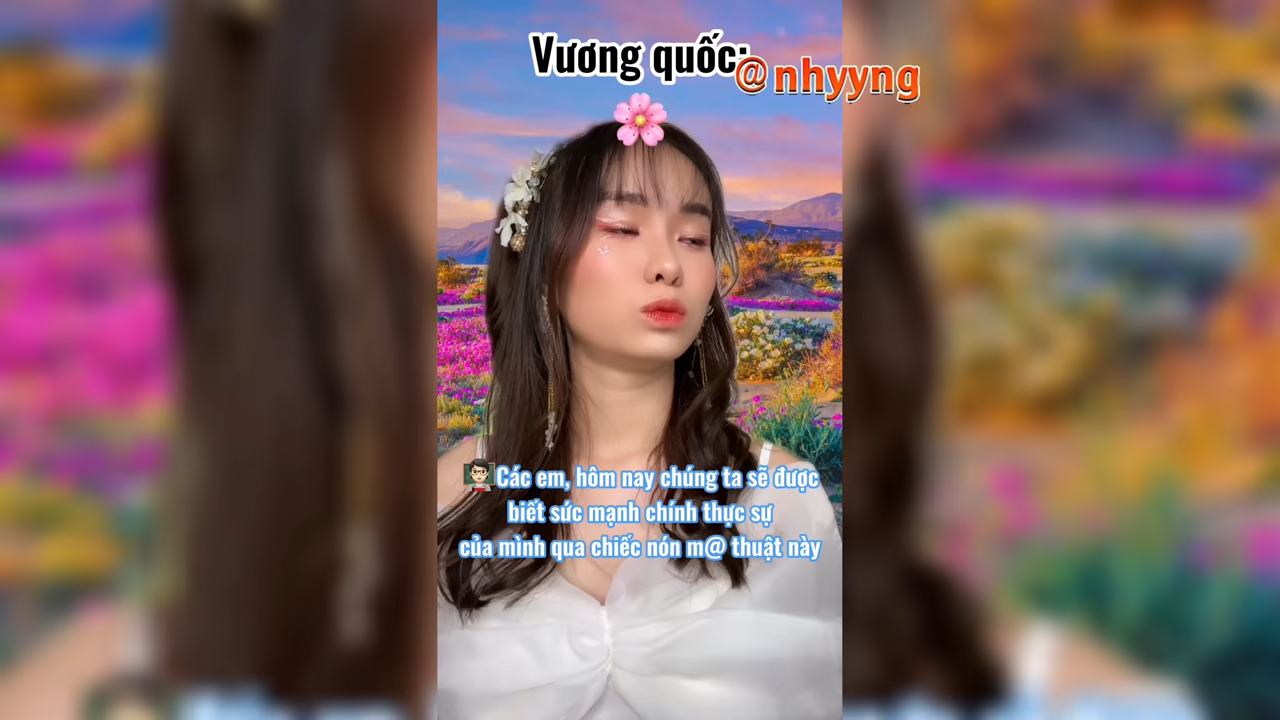 Vương quốc:
@nhyyng
Các em, hôm nay chúng ta sẽ được
biết sức mạnh chính thực sự
của mình qua chiếc nón m@ thuật này